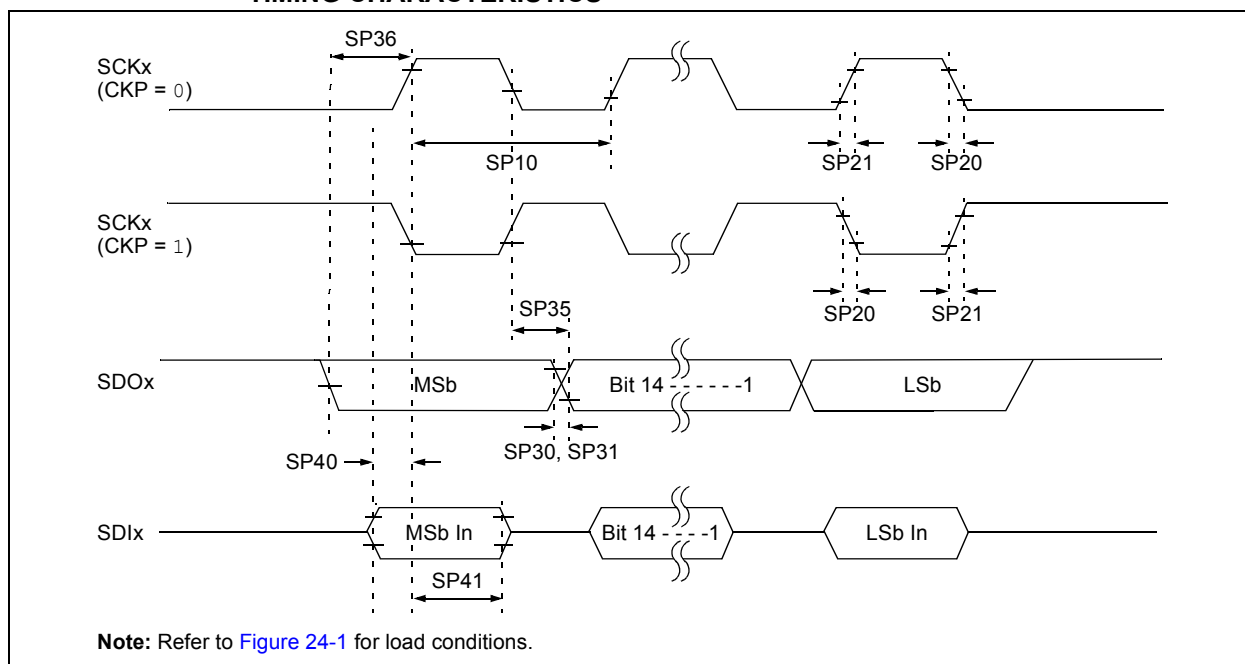 TIMING CHARACTERISTICS
SP36
SCKx
(CKP = 0)
SP10
SP21
SP20
SCKx
(CKP = 1)
SP35
SP20
SP21
SDOx
MSb
Bit 14 - - - - - -1
LSb
SP40
SP30, SP31
SDIx
MSb In
Bit 14 - - - -1
LSb In
SP41
Note: Refer to Figure 24-1 for load conditions.